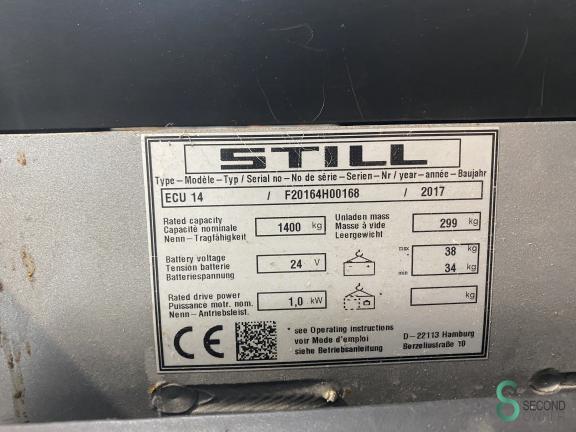 STILL
Type – Modèle – Typ / Serial no – No de série – Serien – Nr / year – année – Baujahr
ECU 14 / F20164H00168 / 2017
Rated capacity
Capacité nominale
Nenn – Tragfähigkeit
1400 kg
Unladen mass
Masse à vide
Leergewicht
299 kg
Battery voltage
Tension batterie
Batteriespannung
24 V
max 38 kg
min 34 kg
Rated drive power
Puissance motr. nom.
Nenn – Antriebsleist.
1,0 kW
* kg
CE
* see Operating instructions
voir Mode d'emploi
siehe Betriebsanleitung
D – 22113 Hamburg
Berzeliusstraße 10
SECOND